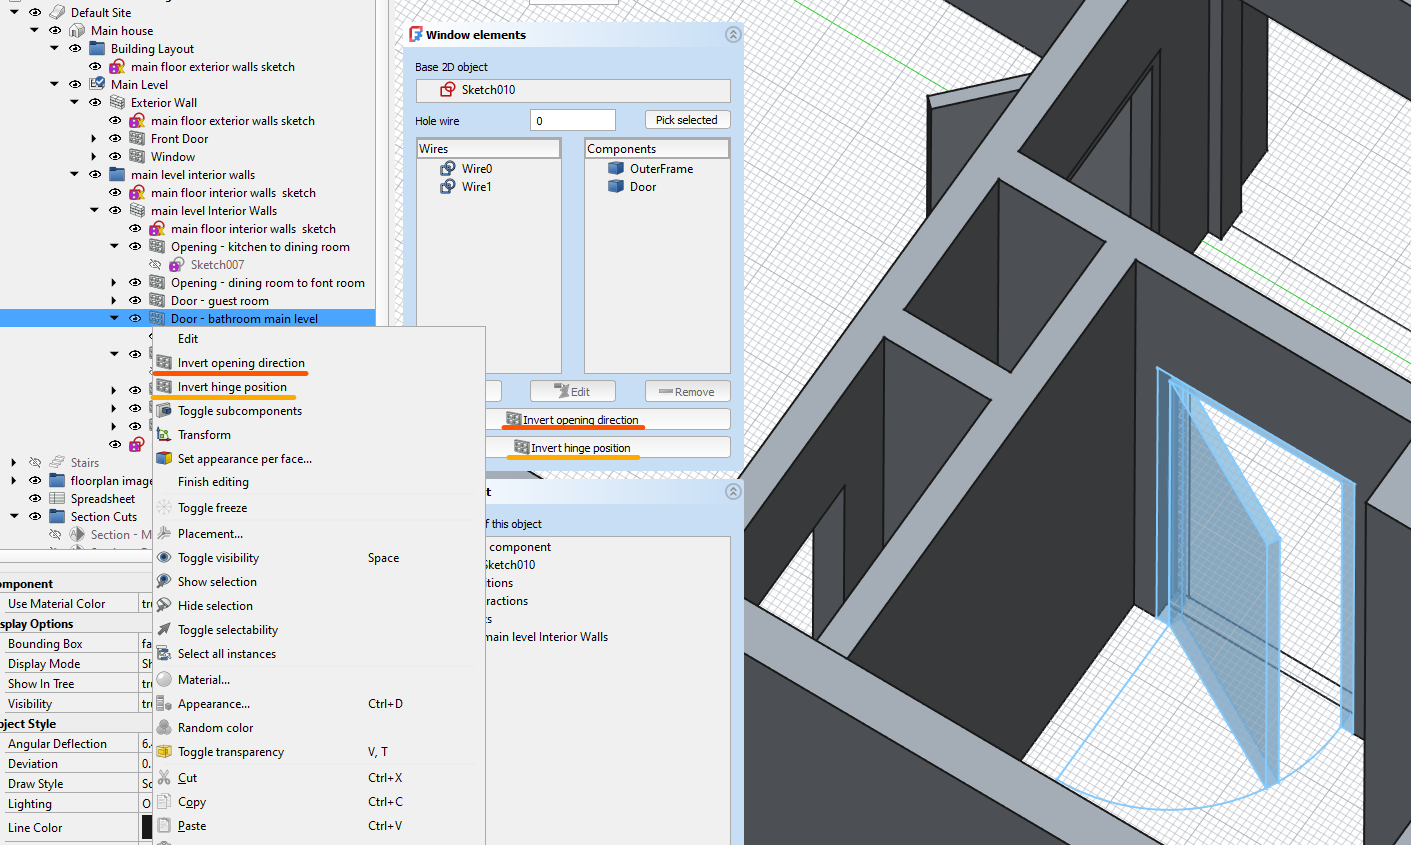 Default Site
Main house
Building Layout
main floor exterior walls sketch
Main Level
Exterior Wall
main floor exterior walls sketch
Front Door
Window
main level interior walls
main floor interior walls sketch
main level Interior Walls
main floor interior walls sketch
Opening - kitchen to dining room
Sketch007
Opening - dining room to font room
Door - guest room
Door - bathroom main level
Stairs
floorplan image
Spreadsheet
Section Cuts
Section - M
omponent
Use Material Color tru
splay Options
Bounding Box fa
Display Mode Sh
Show In Tree tru
Visibility tru
bject Style
Angular Deflection 6.
Deviation 0.
Draw Style So
Lighting O
Line Color
Edit
Invert opening direction
Invert hinge position
Toggle subcomponents
Transform
Set appearance per face...
Finish editing
Toggle freeze
Placement...
Toggle visibility Space
Show selection
Hide selection
Toggle selectability
Select all instances
Material...
Appearance... Ctrl+D
Random color
Toggle transparency V, T
Cut Ctrl+X
Copy Ctrl+C
Paste Ctrl+V
Window elements
Base 2D object
Sketch010
Hole wire 0 Pick selected
Wires Components
Wire0 OuterFrame
Wire1 Door
Edit Remove
Invert opening direction
Invert hinge position
t
f this object
component
Sketch010
itions
ractions
ts
main level Interior Walls